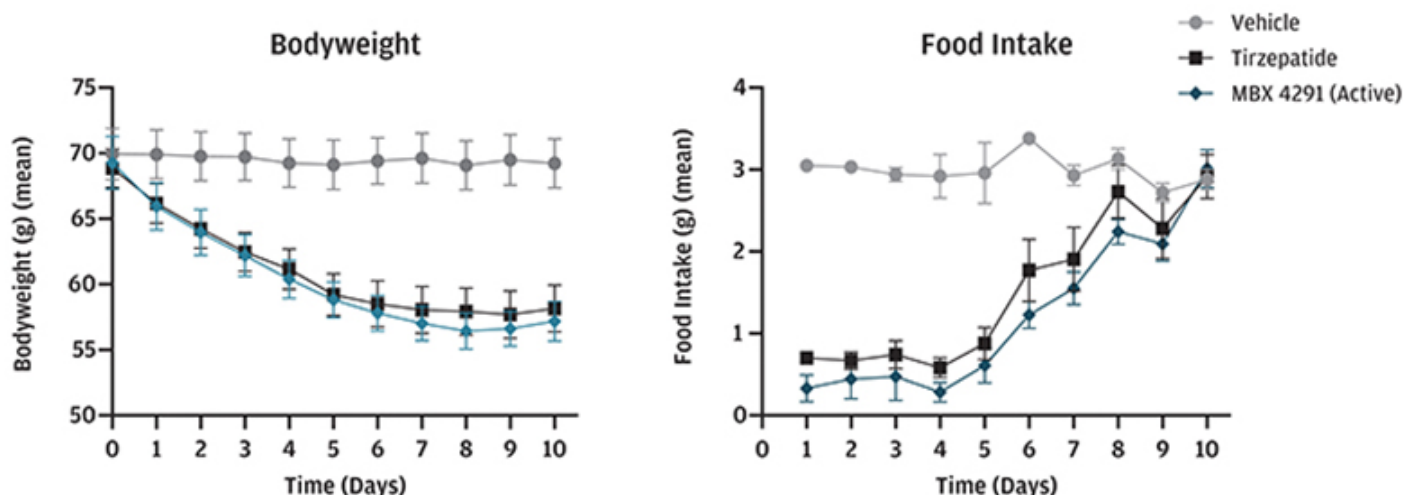 Bodyweight
Bodyweight (g) (mean)
75
70
65
60
55
50
0 1 2 3 4 5 6 7 8 9 10
Time (Days)
Food Intake
Food Intake (g) (mean)
4
3
2
1
0
0 1 2 3 4 5 6 7 8 9 10
Time (Days)
Vehicle
Tirzepatide
MBX 4291 (Active)